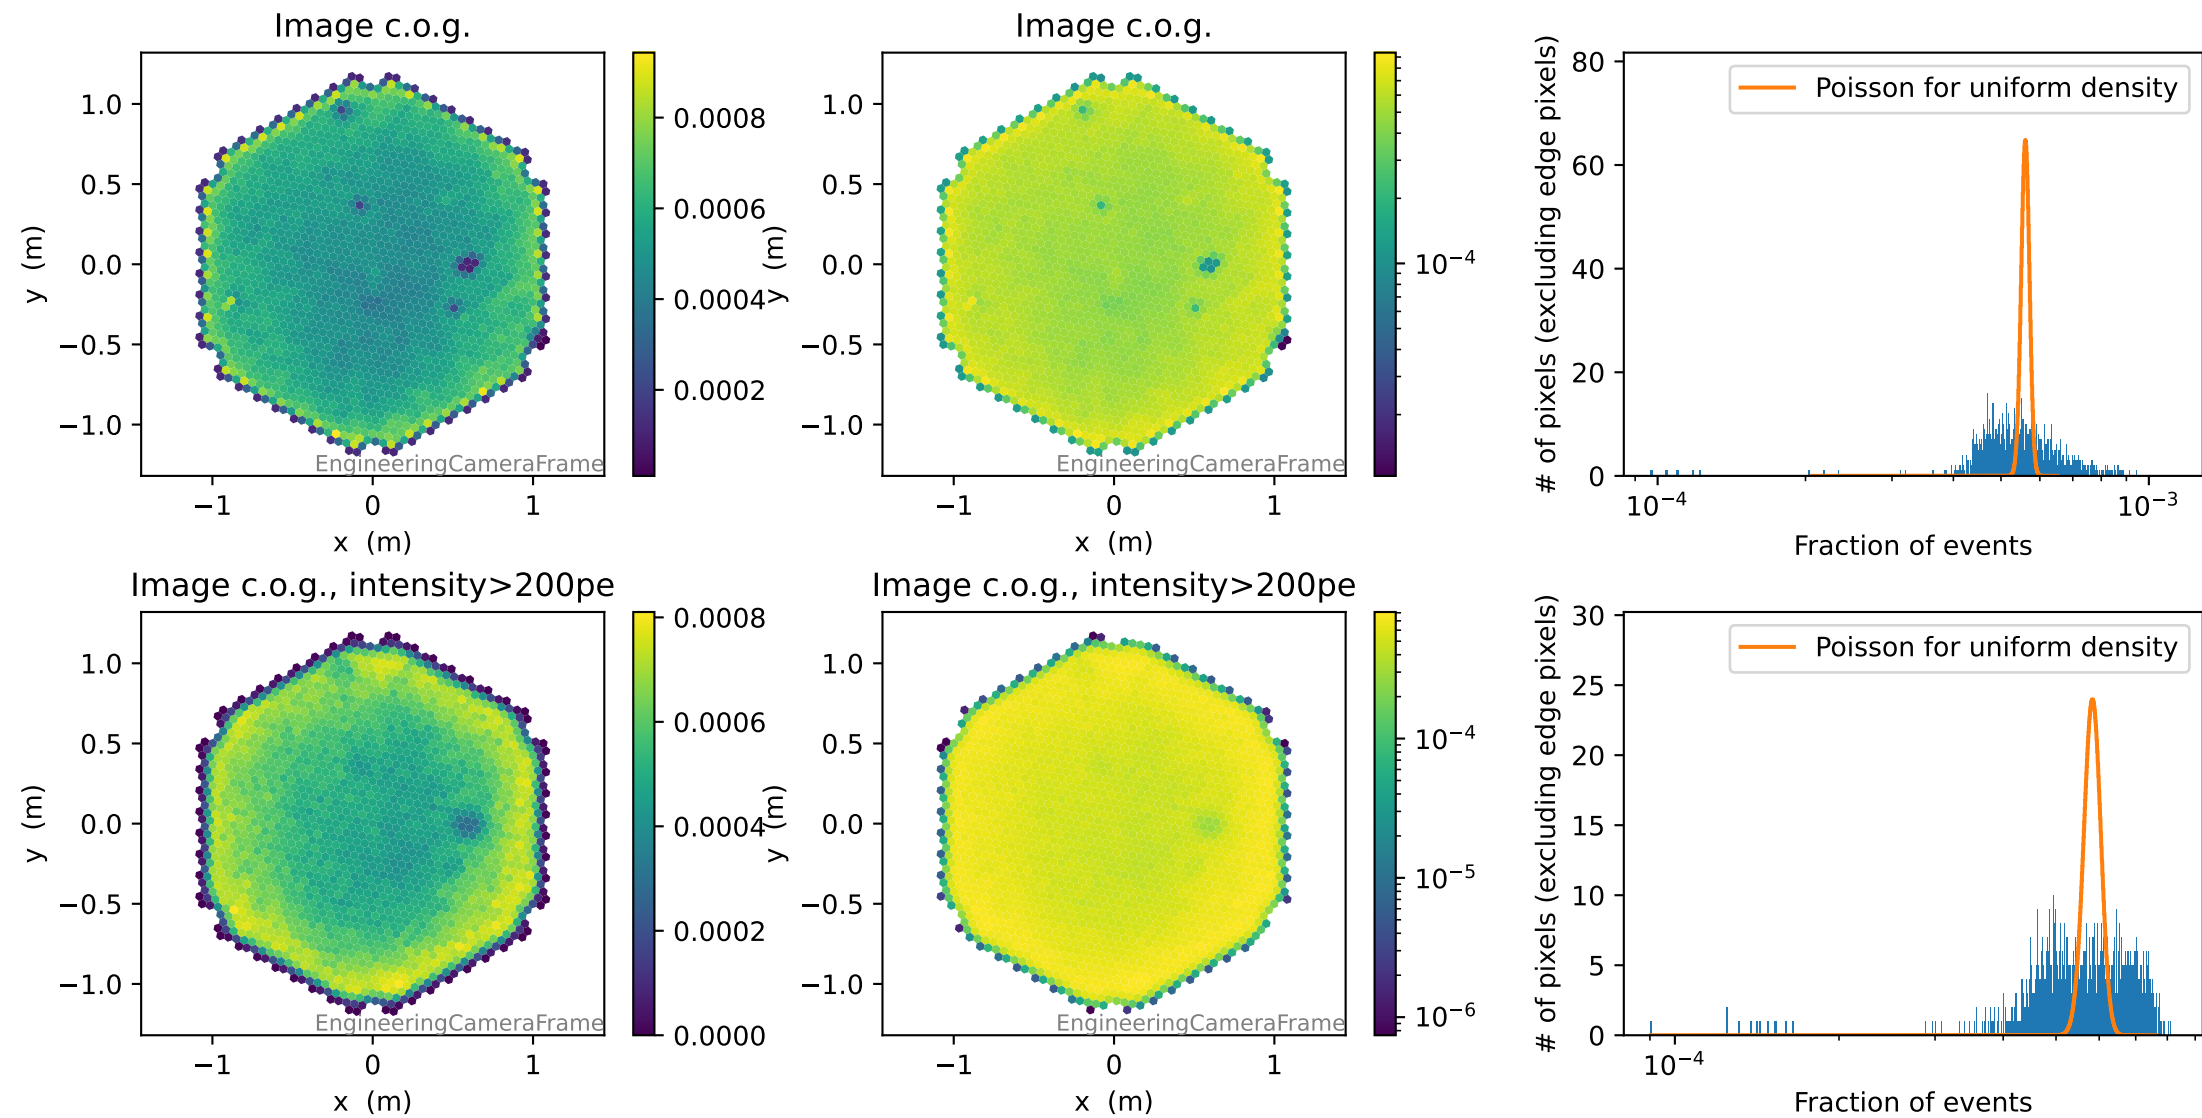 Image c.o.g.
1.0
0.5
0.0
−0.5
−1.0
y (m)
−1
0
1
x (m)
EngineeringCameraFrame
0.0008
0.0006
0.0004
0.0002
Image c.o.g.
1.0
0.5
0.0
−0.5
−1.0
y (m)
−1
0
1
x (m)
EngineeringCameraFrame
10⁻⁴
# of pixels (excluding edge pixels)
80
60
40
20
0
Poisson for uniform density
10⁻⁴
10⁻³
Fraction of events
Image c.o.g., intensity>200pe
1.0
0.5
0.0
−0.5
−1.0
y (m)
−1
0
1
x (m)
EngineeringCameraFrame
0.0008
0.0006
0.0004
0.0002
0.0000
Image c.o.g., intensity>200pe
1.0
0.5
0.0
−0.5
−1.0
y (m)
−1
0
1
x (m)
EngineeringCameraFrame
10⁻⁴
10⁻⁵
10⁻⁶
# of pixels (excluding edge pixels)
30
25
20
15
10
5
0
Poisson for uniform density
10⁻⁴
Fraction of events